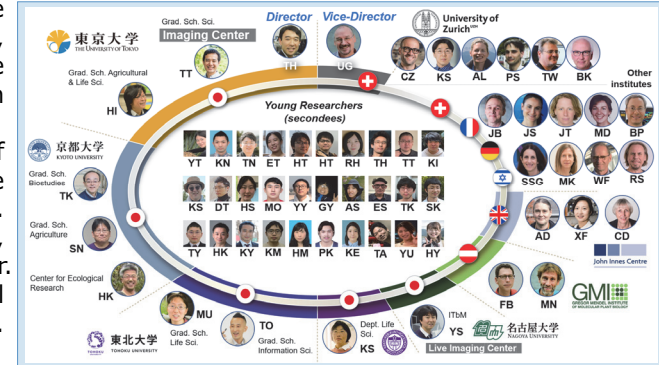 東京大学
THE UNIVERSITY OF TOKYO
Grad. Sch. Sci.
Imaging Center
TT
Grad. Sch. Agricultural
& Life Sci.
HI
Director
TH
Vice-Director
UG
University of
Zurich
CZ KS AL PS TW BK
Other
institutes
JB JS JT MD BP
SSG MK WF RS
AD XF CD
John Innes Centre
FB MN
GMI
GREGOR MENDEL INSTITUTE
OF MOLECULAR PLANT BIOLOGY
Young Researchers
(secondees)
YT KN TN ET HT HT RH TH TT KI
KS DT HS MO YY GY AS ES TK SK
TY HK KY KM HM PK KE TA YU HY
京都大学
KYOTO UNIVERSITY
Grad. Sch.
Biostudies
TK
Grad. Sch.
Agriculture
SN
Center for Ecological
Research
HK
東北大学
TOHOKU UNIVERSITY
MU
Grad. Sch.
Life Sci.
TO
Grad. Sch.
Information Sci.
Dept. Life
Sci.
KS
ITbM
YS
名古屋大学
NAGOYA UNIVERSITY
Live Imaging Center